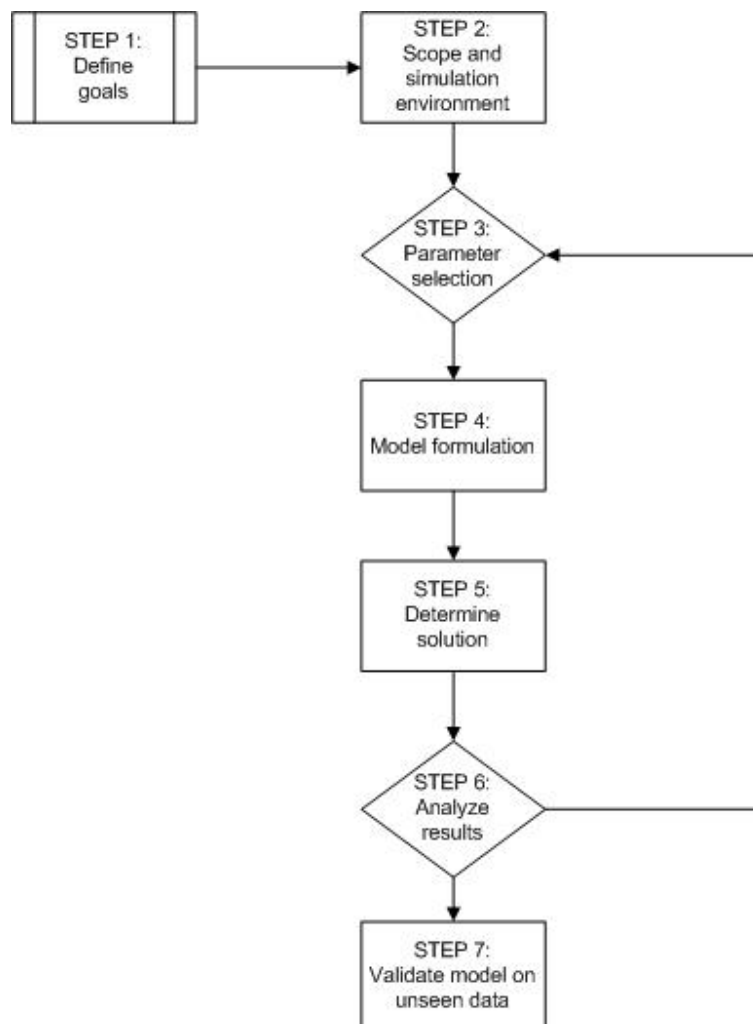 STEP 1:
Define
goals
STEP 2:
Scope and
simulation
environment
STEP 3:
Parameter
selection
STEP 4:
Model formulation
STEP 5:
Determine
solution
STEP 6:
Analyze
results
STEP 7:
Validate model on
unseen data